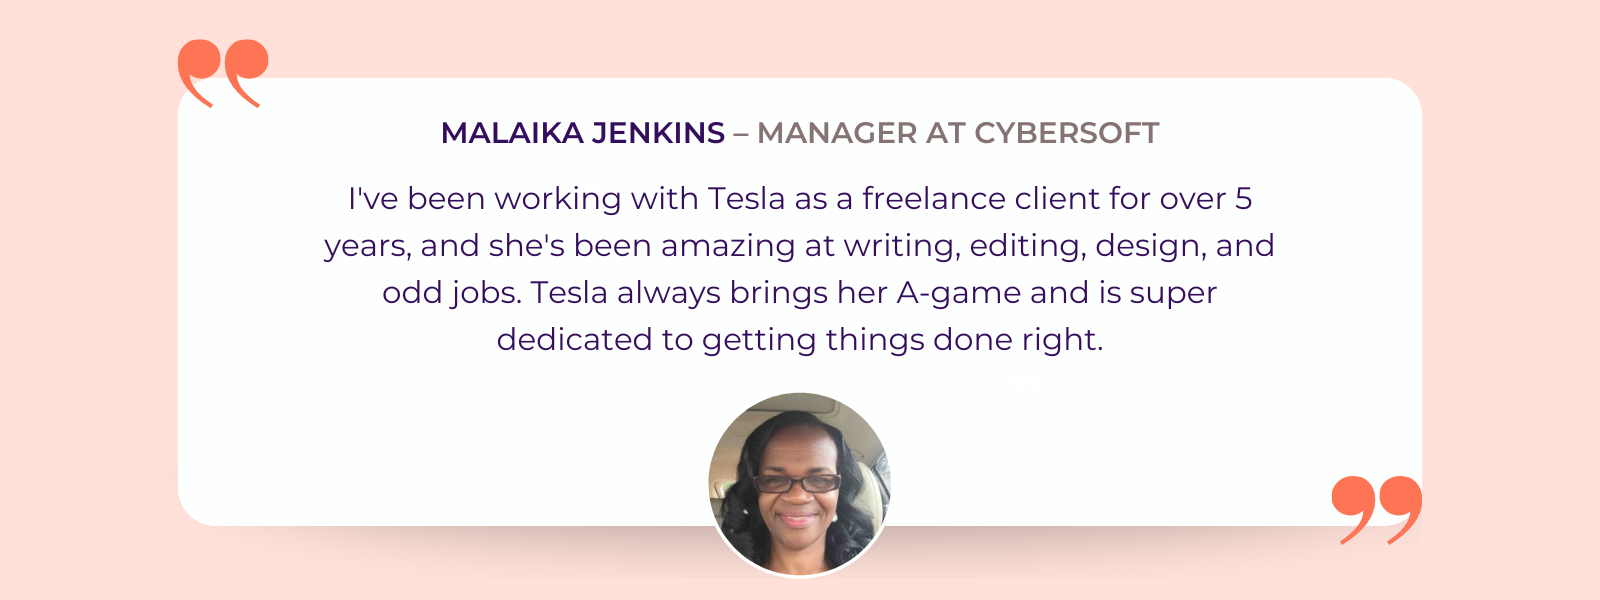 MALAIKA JENKINS – MANAGER AT CYBERSOFT
I've been working with Tesla as a freelance client for over 5
years, and she's been amazing at writing, editing, design, and
odd jobs. Tesla always brings her A-game and is super
dedicated to getting things done right.